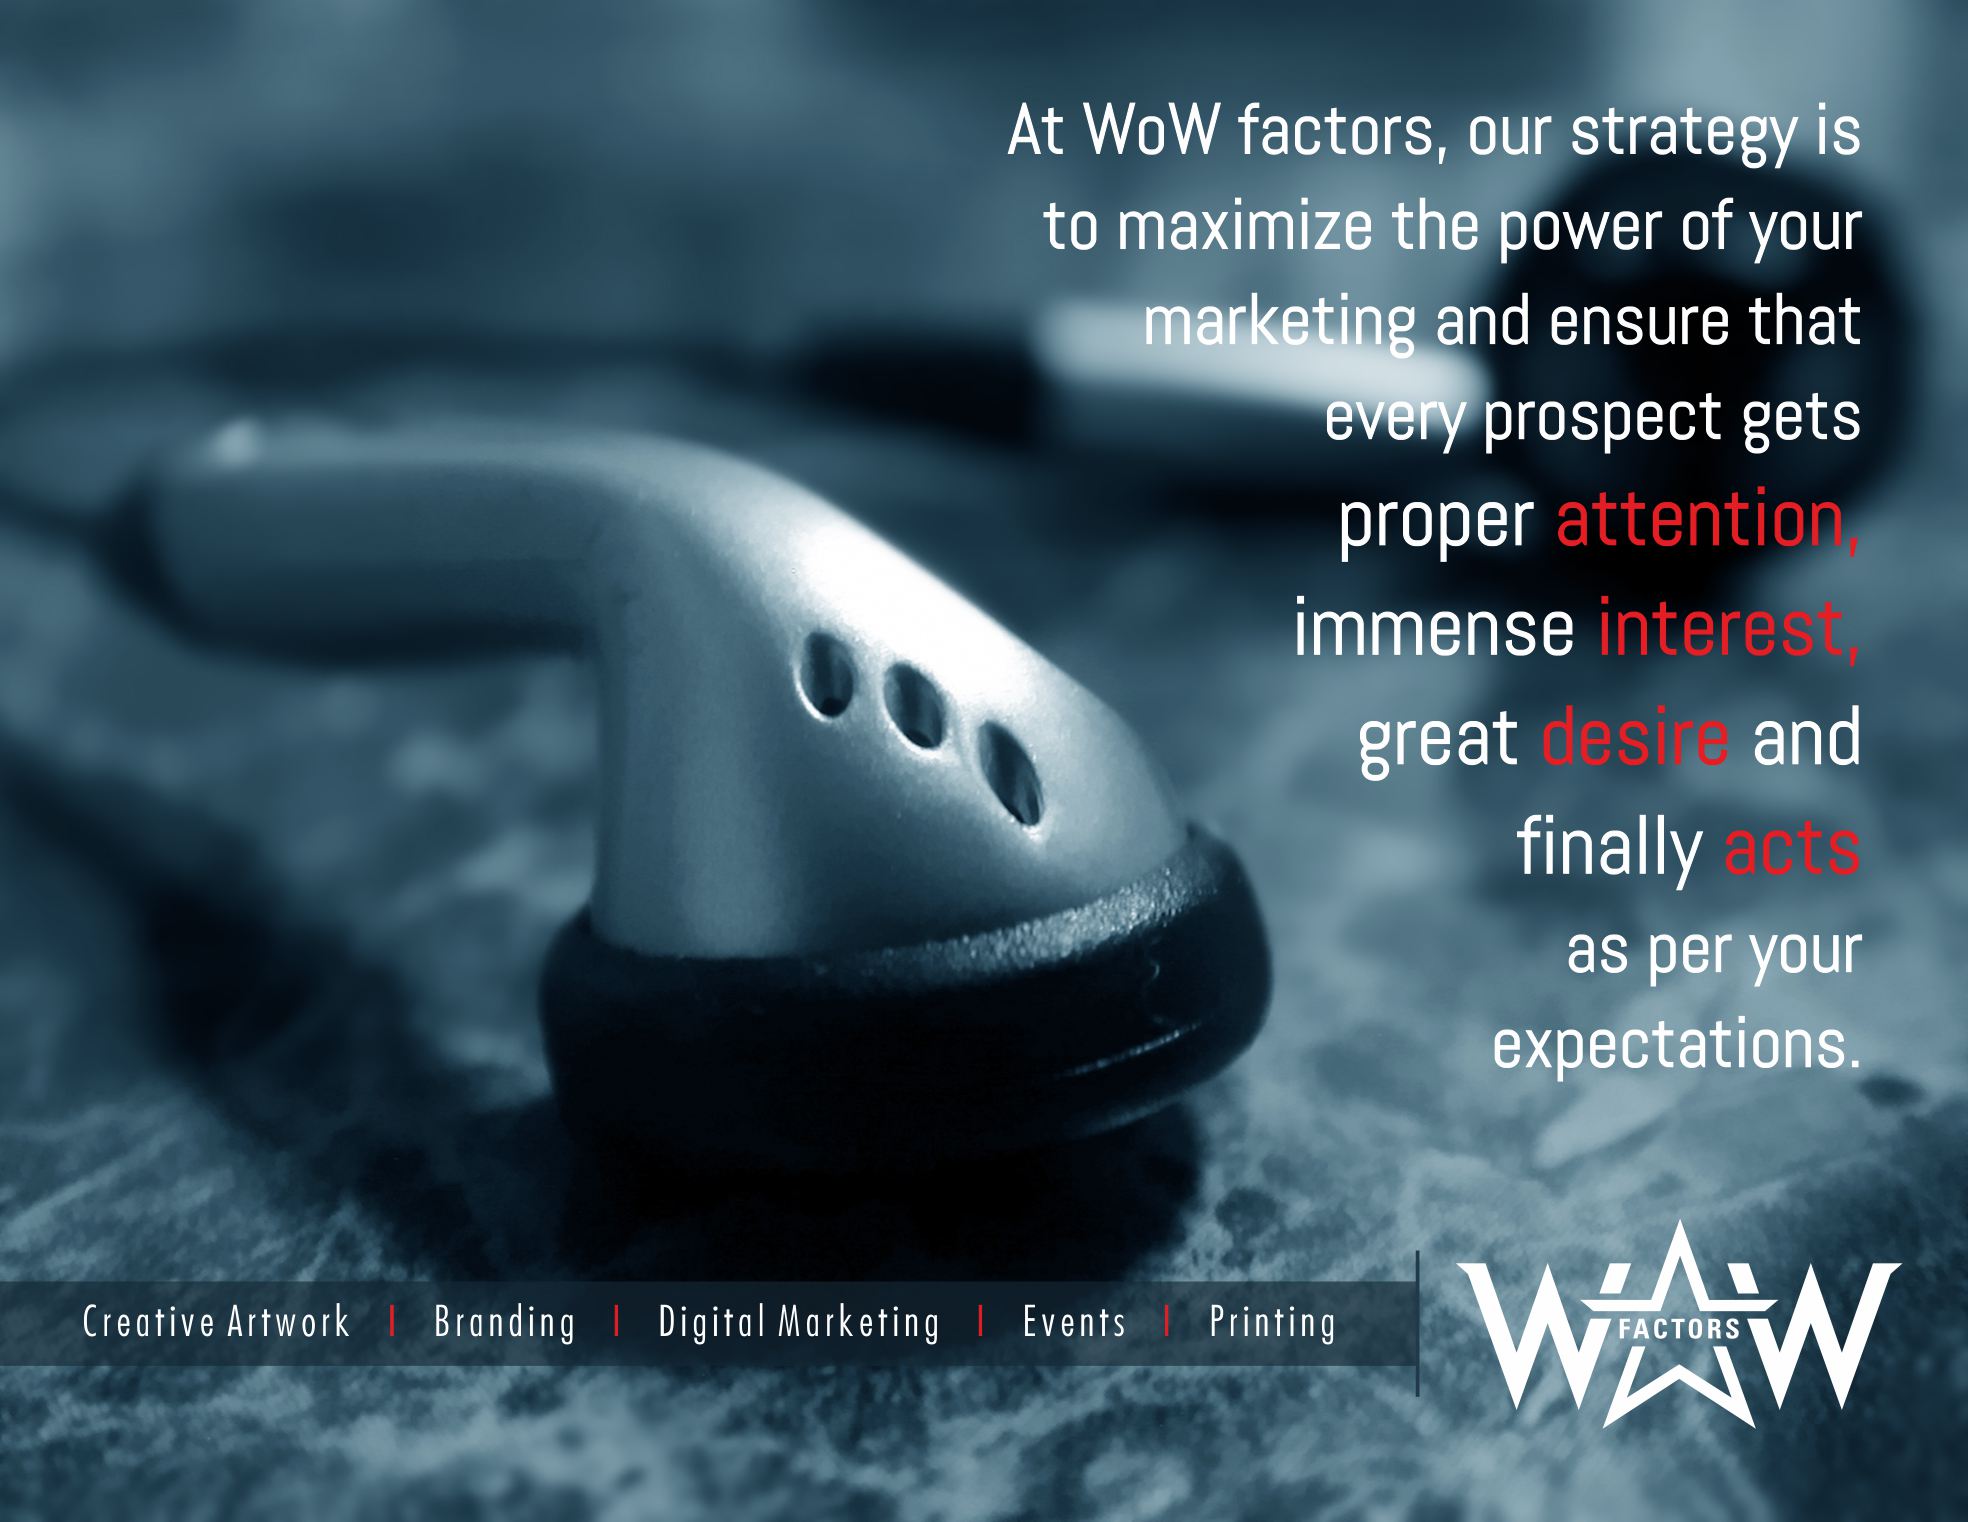 At WoW factors, our strategy is
to maximize the power of your
marketing and ensure that
every prospect gets
proper attention,
immense interest,
great desire and
finally acts
as per your
expectations.
Creative Artwork | Branding | Digital Marketing | Events | Printing
WOW
FACTORS